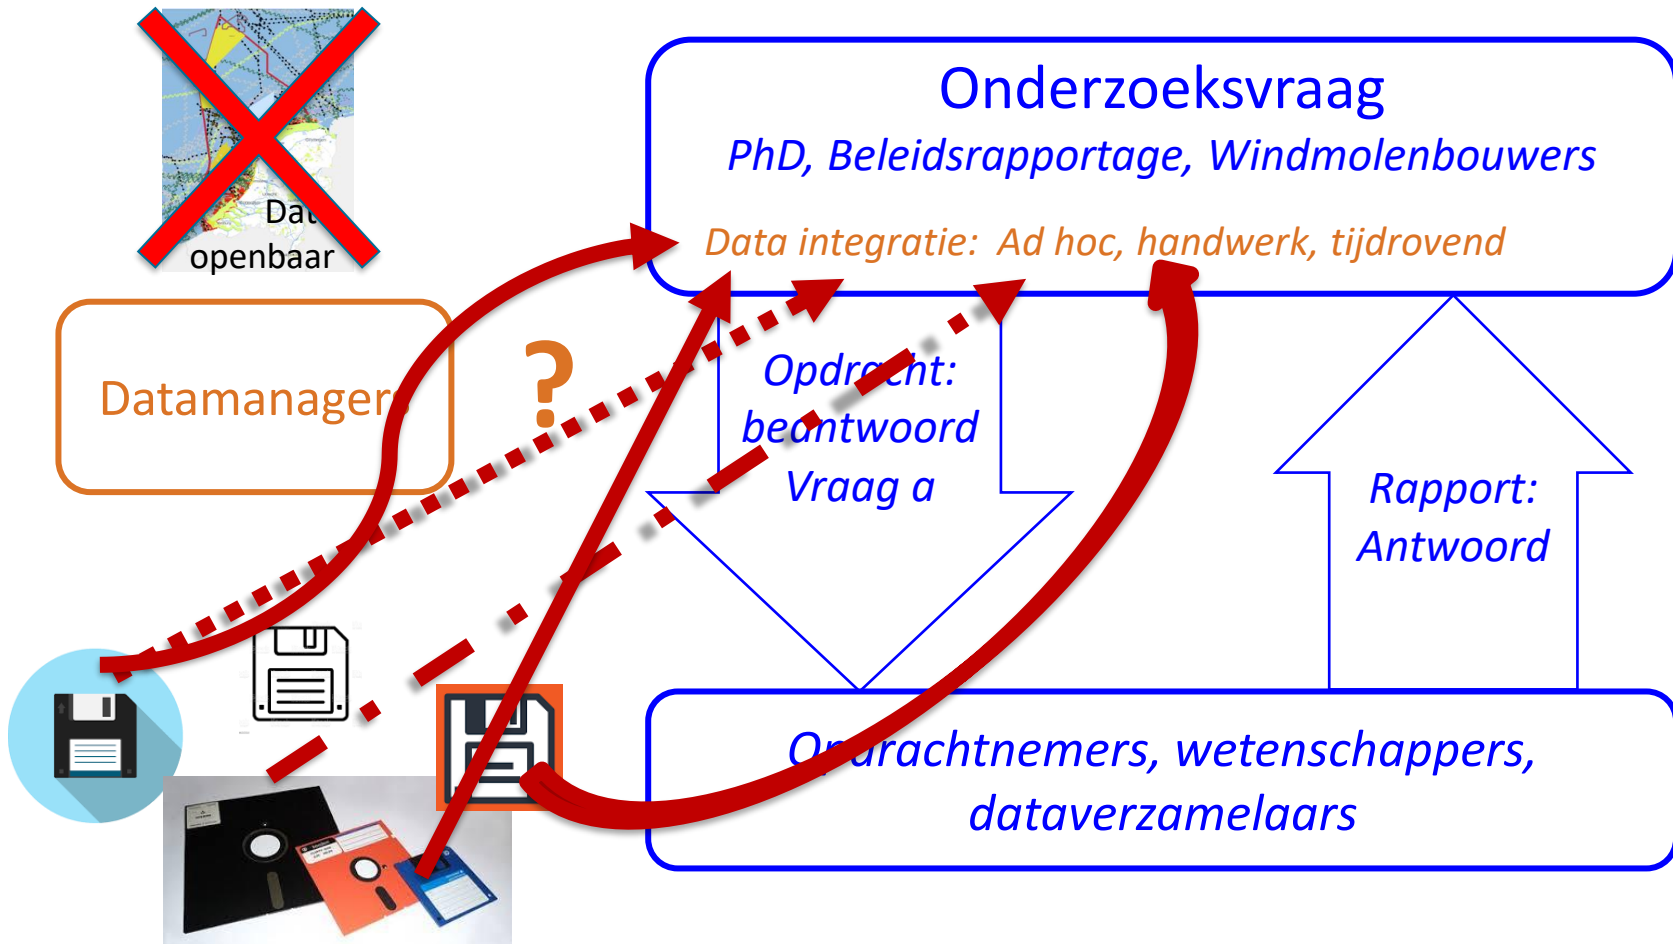 Onderzoeksvraag
PhD, Beleidsrapportage, Windmolenbouwers
Data integratie: Ad hoc, handwerk, tijdrovend
Dat
openbaar
Datamanagers
?
Opdracht:
beantwoord
Vraag a
Rapport:
Antwoord
Opdrachtnemers, wetenschappers,
dataverzamelaars